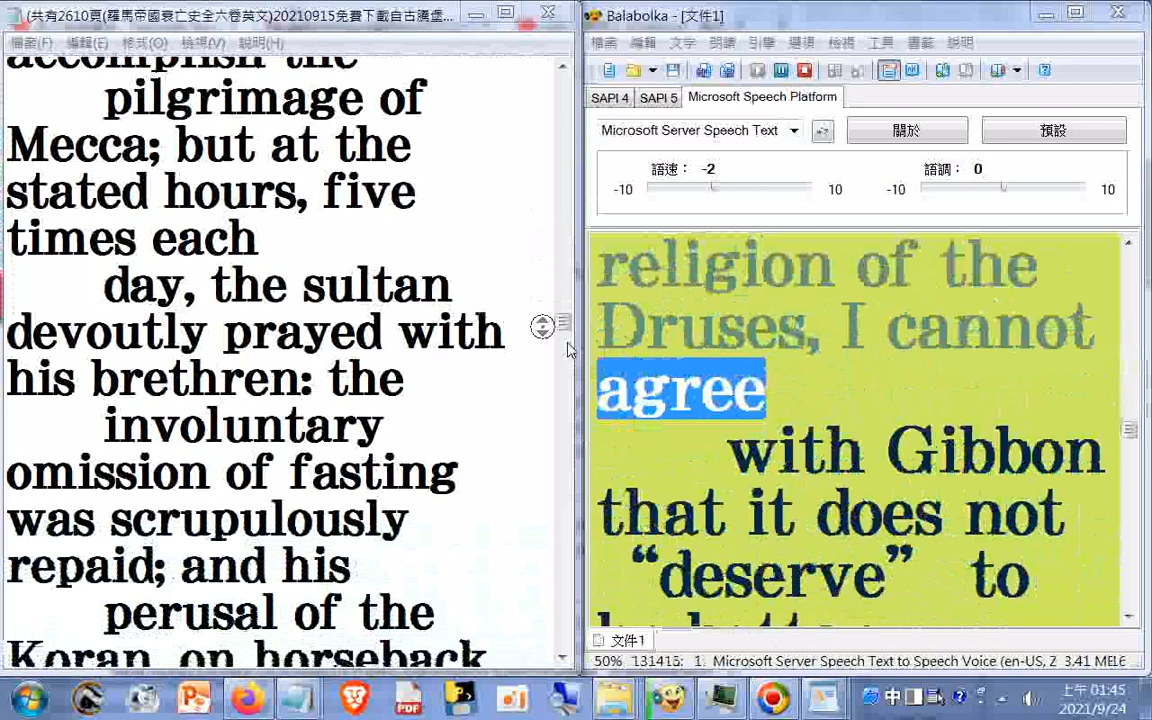 (共有2610頁(羅馬帝國衰亡史全六卷英文)20210915免費下載自古騰堡...
檔案(F) 編輯(E) 格式(O) 檢視(V) 說明(H)
accomplish the
pilgrimage of
Mecca; but at the
stated hours, five
times each
day, the sultan
devoutly prayed with
his brethren: the
involuntary
omission of fasting
was scrupulously
repaid; and his
perusal of the
Koran, on horseback
Balabolka - [文件1]
檔案 編輯 文字 朗讀 引擎 選項 檢視 工具 書籤 說明
SAPI 4 SAPI 5 Microsoft Speech Platform
Microsoft Server Speech Text 關於 預設
語速: -2 語調: 0
-10 10 -10 10
religion of the
Druses, I cannot
agree
with Gibbon
that it does not
“deserve” to
文件1
50% 131415: 1. Microsoft Server Speech Text to Speech Voice (en-US, Z 3.41 МБ
中
上午 01:45
2021/9/24